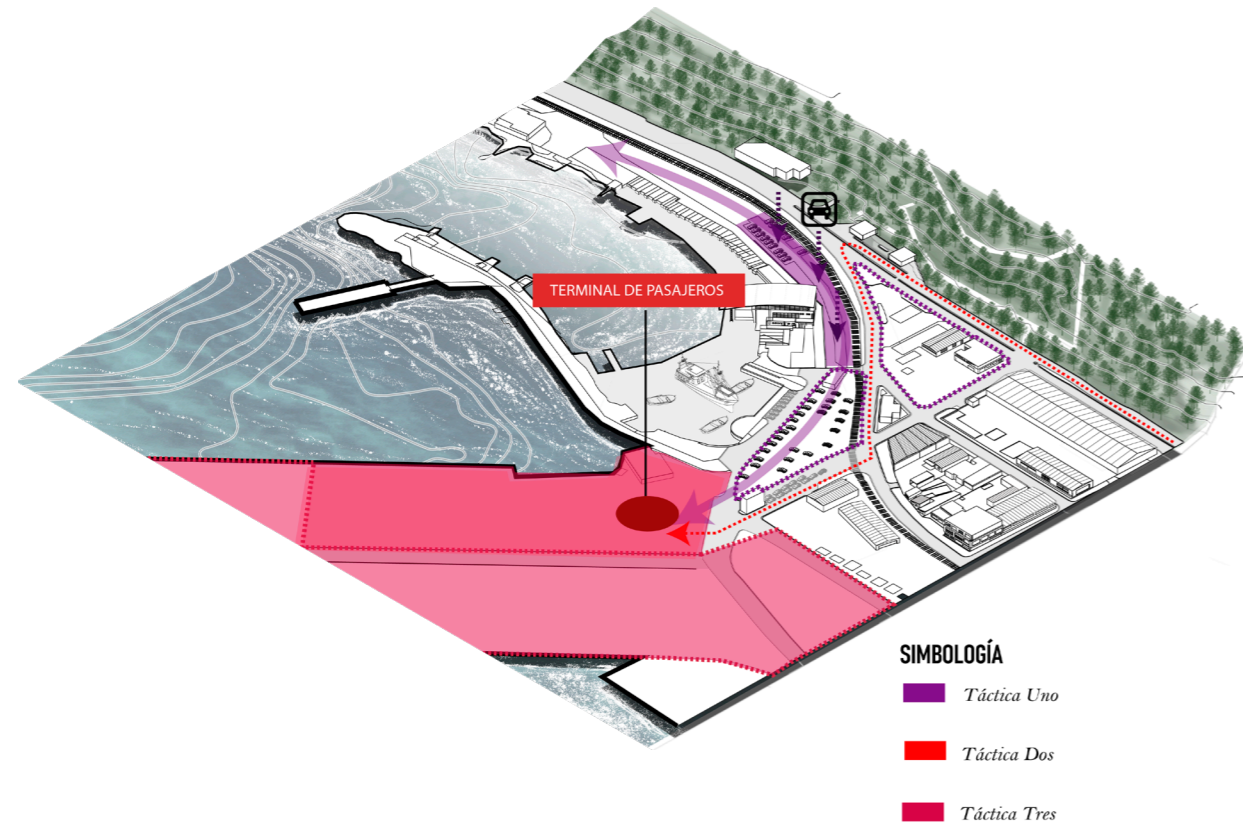 TERMINAL DE PASAJEROS
SIMBOLOGÍA
Táctica Uno
Táctica Dos
Táctica Tres